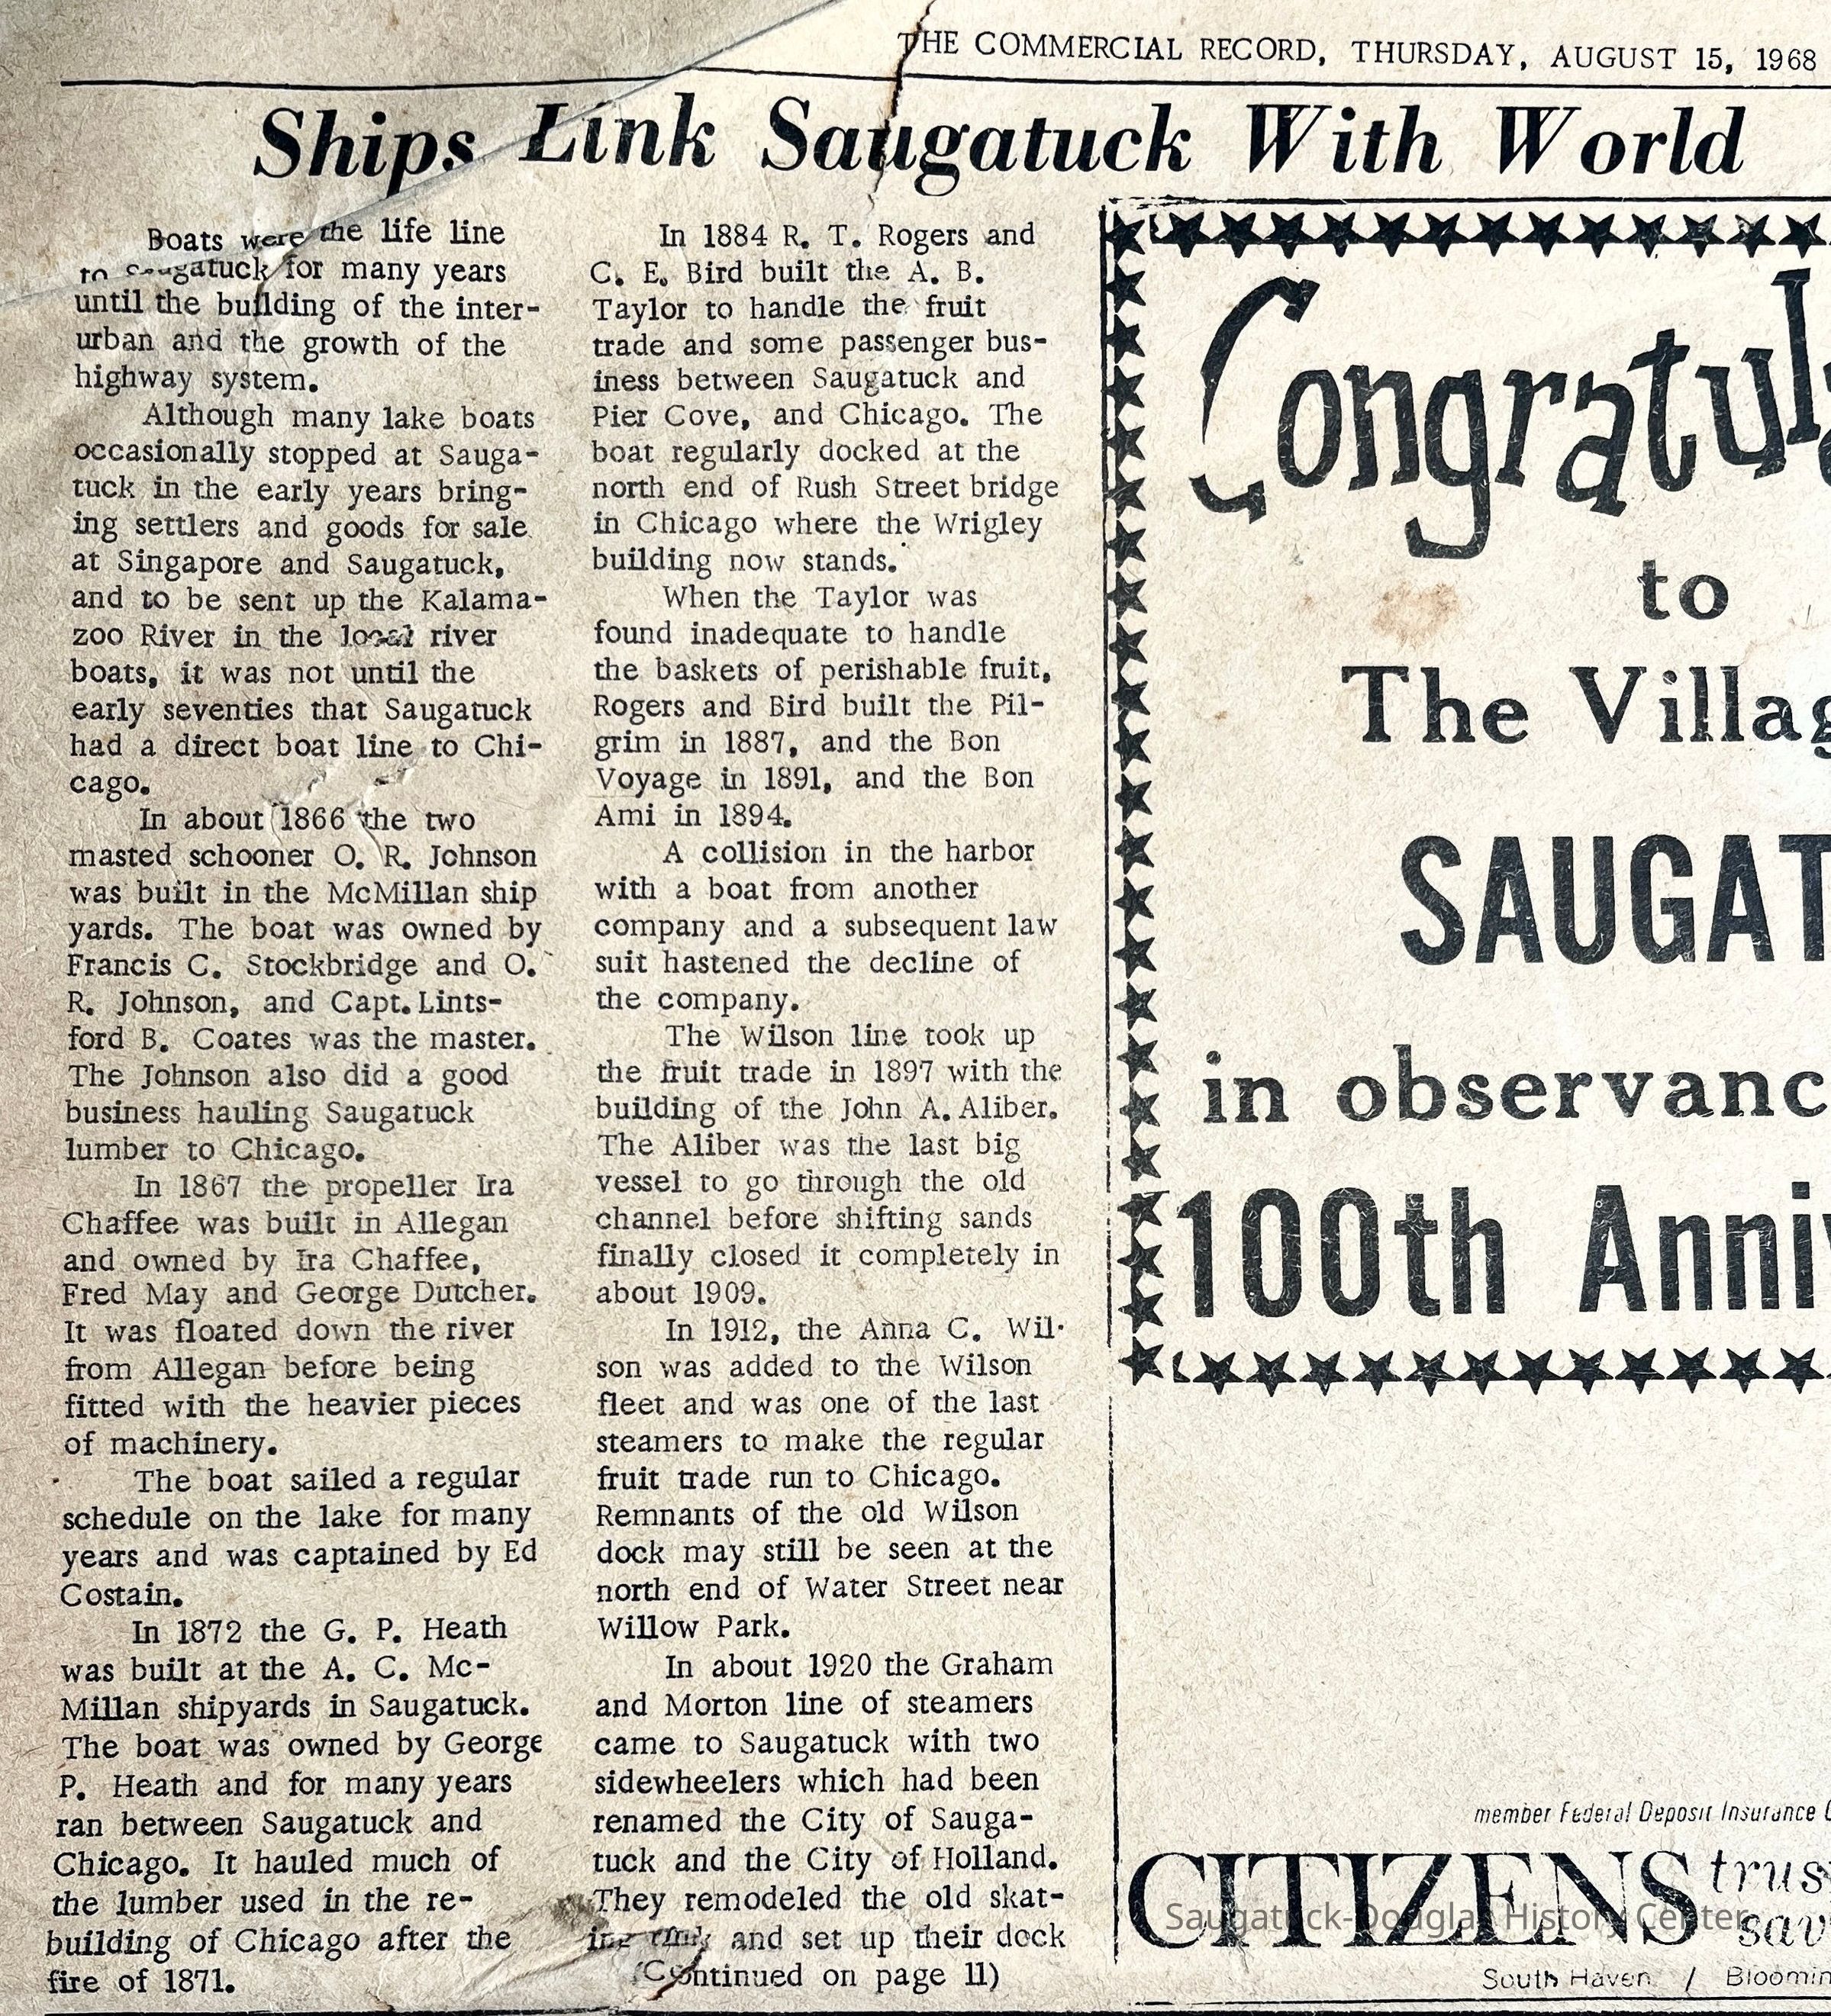 THE COMMERCIAL RECORD, THURSDAY, AUGUST 15, 1968
Ships Link Saugatuck With World
Boats were the life line
to Saugatuck for many years
until the building of the inter-
urban and the growth of the
highway system.
Although many lake boats
occasionally stopped at Sauga-
tuck in the early years bring-
ing settlers and goods for sale
at Singapore and Saugatuck,
and to be sent up the Kalama-
zoo River in the local river
boats, it was not until the
early seventies that Saugatuck
had a direct boat line to Chi-
cago.
In about 1866 the two
masted schooner O. R. Johnson
was built in the McMillan ship
yards. The boat was owned by
Francis C. Stockbridge and O.
R. Johnson, and Capt. Lints-
ford B. Coates was the master.
The Johnson also did a good
business hauling Saugatuck
lumber to Chicago.
In 1867 the propeller Ira
Chaffee was built in Allegan
and owned by Ira Chaffee,
Fred May and George Dutcher.
It was floated down the river
from Allegan before being
fitted with the heavier pieces
of machinery.
The boat sailed a regular
schedule on the lake for many
years and was captained by Ed
Costain.
In 1872 the G. P. Heath
was built at the A. C. Mc-
Millan shipyards in Saugatuck.
The boat was owned by George
P. Heath and for many years
ran between Saugatuck and
Chicago. It hauled much of
the lumber used in the re-
building of Chicago after the
fire of 1871.
In 1884 R. T. Rogers and
C. E. Bird built the A. B.
Taylor to handle the fruit
trade and some passenger bus-
iness between Saugatuck and
Pier Cove, and Chicago. The
boat regularly docked at the
north end of Rush Street bridge
in Chicago where the Wrigley
building now stands.
When the Taylor was
found inadequate to handle
the baskets of perishable fruit,
Rogers and Bird built the Pil-
grim in 1887, and the Bon
Voyage in 1891, and the Bon
Ami in 1894.
A collision in the harbor
with a boat from another
company and a subsequent law
suit hastened the decline of
the company.
The Wilson line took up
the fruit trade in 1897 with the
building of the John A. Aliber.
The Aliber was the last big
vessel to go through the old
channel before shifting sands
finally closed it completely in
about 1909.
In 1912, the Anna C. Wil-
son was added to the Wilson
fleet and was one of the last
steamers to make the regular
fruit trade run to Chicago.
Remnants of the old Wilson
dock may still be seen at the
north end of Water Street near
Willow Park.
In about 1920 the Graham
and Morton line of steamers
came to Saugatuck with two
sidewheelers which had been
renamed the City of Sauga-
tuck and the City of Holland.
They remodeled the old skat-
ing rink and set up their dock
(Continued on page 11)
Congratula
to
The Villag
SAUGAT
in observanc
100th Anniv
member Federal Deposit Insurance C
CITIZENS trus
sav
Saugatuck-Douglas History Center
South Haven / Bloomin